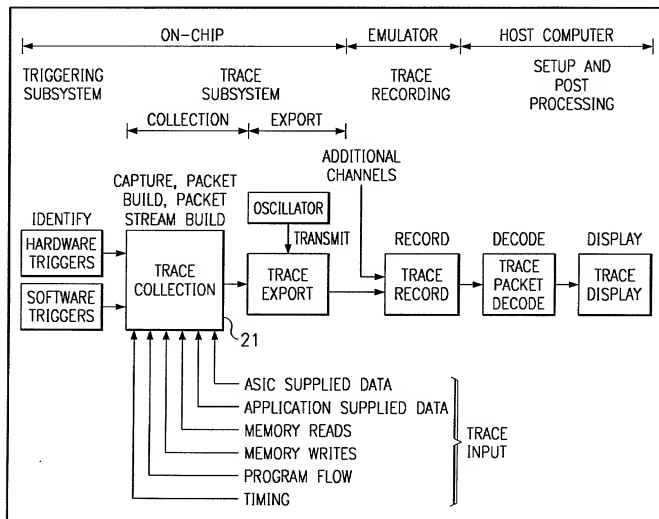 ON-CHIP
EMULATOR
HOST COMPUTER
TRIGGERING
SUBSYSTEM
TRACE
SUBSYSTEM
TRACE
RECORDING
SETUP AND
POST
PROCESSING
COLLECTION
EXPORT
ADDITIONAL
CHANNELS
CAPTURE, PACKET
BUILD, PACKET
STREAM BUILD
OSCILLATOR
TRANSMIT
IDENTIFY
HARDWARE
TRIGGERS
SOFTWARE
TRIGGERS
TRACE
COLLECTION
21
TRACE
EXPORT
RECORD
TRACE
RECORD
DECODE
TRACE
PACKET
DECODE
DISPLAY
TRACE
DISPLAY
ASIC SUPPLIED DATA
APPLICATION SUPPLIED DATA
MEMORY READS
MEMORY WRITES
PROGRAM FLOW
TIMING
TRACE
INPUT